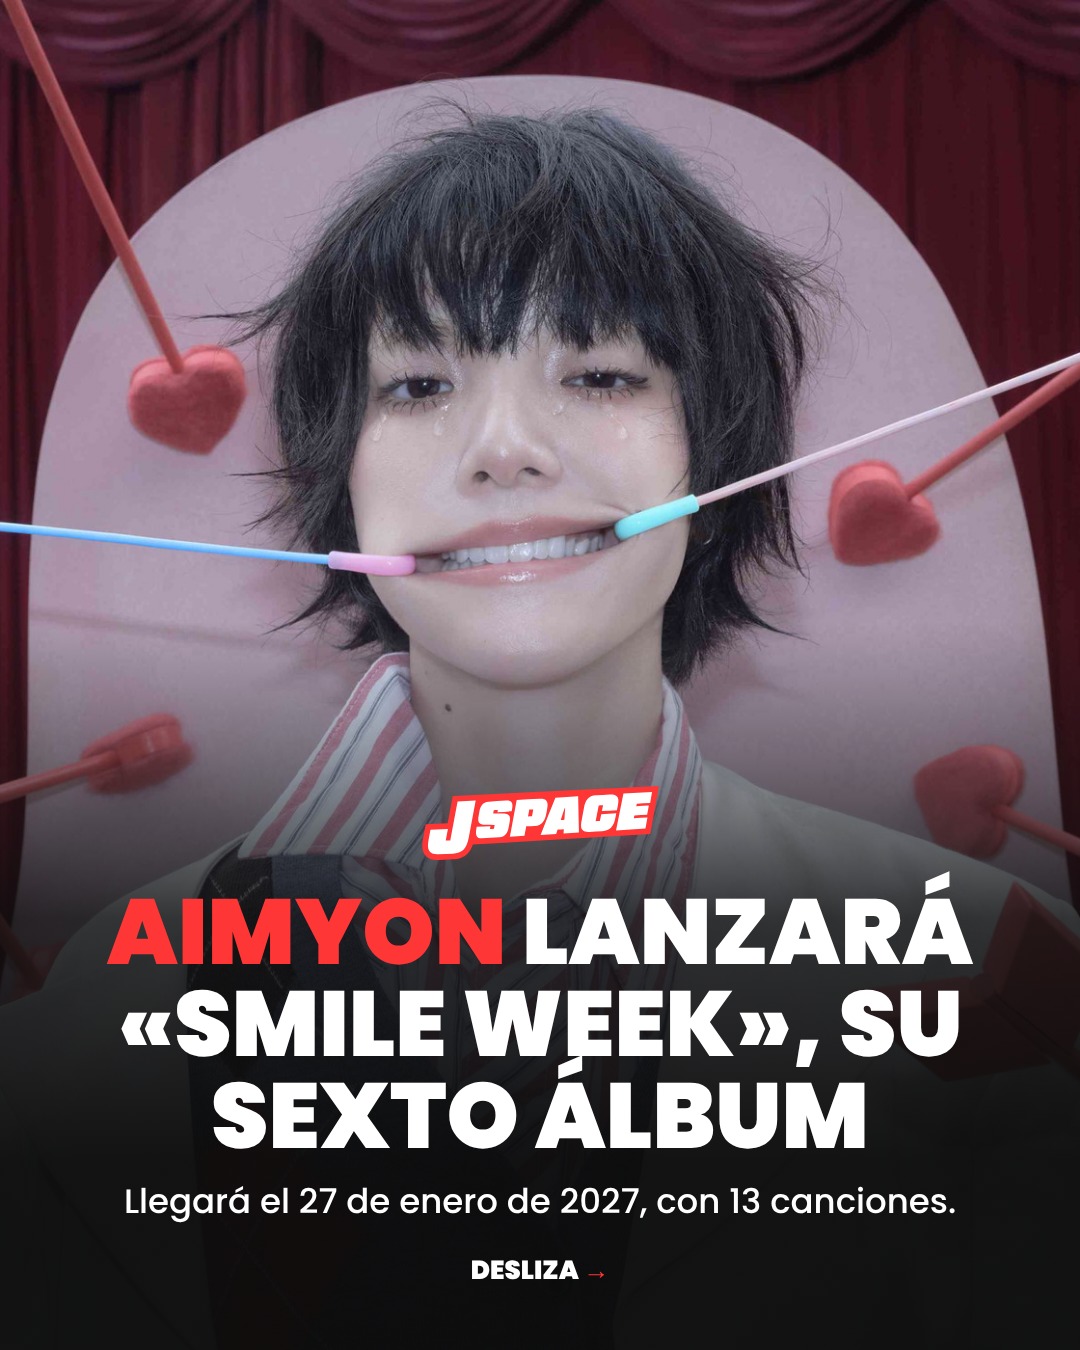 JSPACE
AIMYON LANZARÁ
«SMILE WEEK», SU
SEXTO ÁLBUM
Llegará el 27 de enero de 2027, con 13 canciones.
DESLIZA →